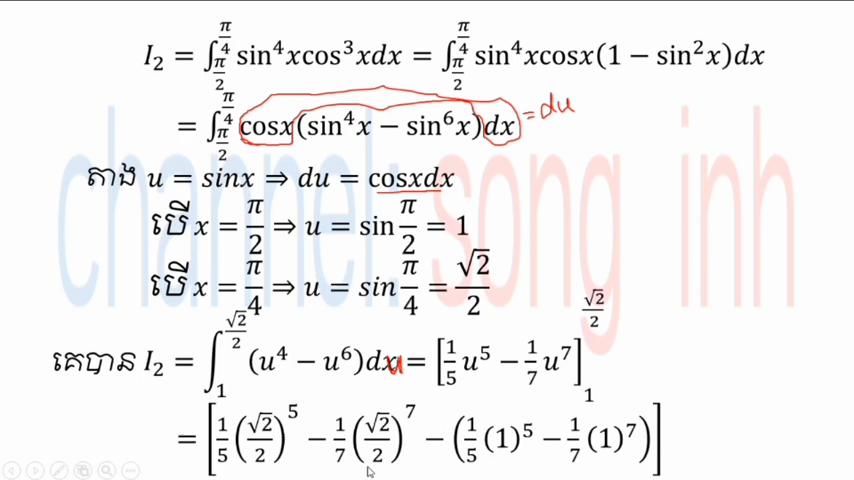 I₂ = ∫_{π/2}^{π/4} sin⁴xcos³xdx = ∫_{π/2}^{π/4} sin⁴xcosx(1 − sin²x)dx
= ∫_{π/2}^{π/4} cosx(sin⁴x − sin⁶x)dx = du
តាង u = sinx ⇒ du = cosxdx
បើ x = π/2 ⇒ u = sin π/2 = 1
បើ x = π/4 ⇒ u = sin π/4 = √2/2
គេបាន I₂ = ∫_{1}^{√2/2} (u⁴ − u⁶)du = [1/5 u⁵ − 1/7 u⁷]_{1}^{√2/2}
= [1/5 (√2/2)⁵ − 1/7 (√2/2)⁷ − (1/5 (1)⁵ − 1/7 (1)⁷)]
channel: song inh